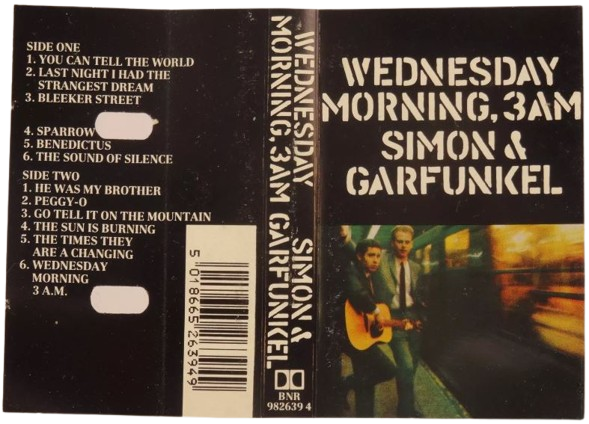 SIDE ONE
1. YOU CAN TELL THE WORLD
2. LAST NIGHT I HAD THE
STRANGEST DREAM
3. BLEEKER STREET
4. SPARROW
5. BENEDICTUS
6. THE SOUND OF SILENCE
SIDE TWO
1. HE WAS MY BROTHER
2. PEGGY-O
3. GO TELL IT ON THE MOUNTAIN
4. THE SUN IS BURNING
5. THE TIMES THEY
ARE A CHANGING
6. WEDNESDAY
MORNING
3 A.M.
5 018665 263949
WEDNESDAY
MORNING, 3AM
SIMON &
GARFUNKEL
BNR
982639 4
WEDNESDAY
MORNING, 3AM
SIMON &
GARFUNKEL